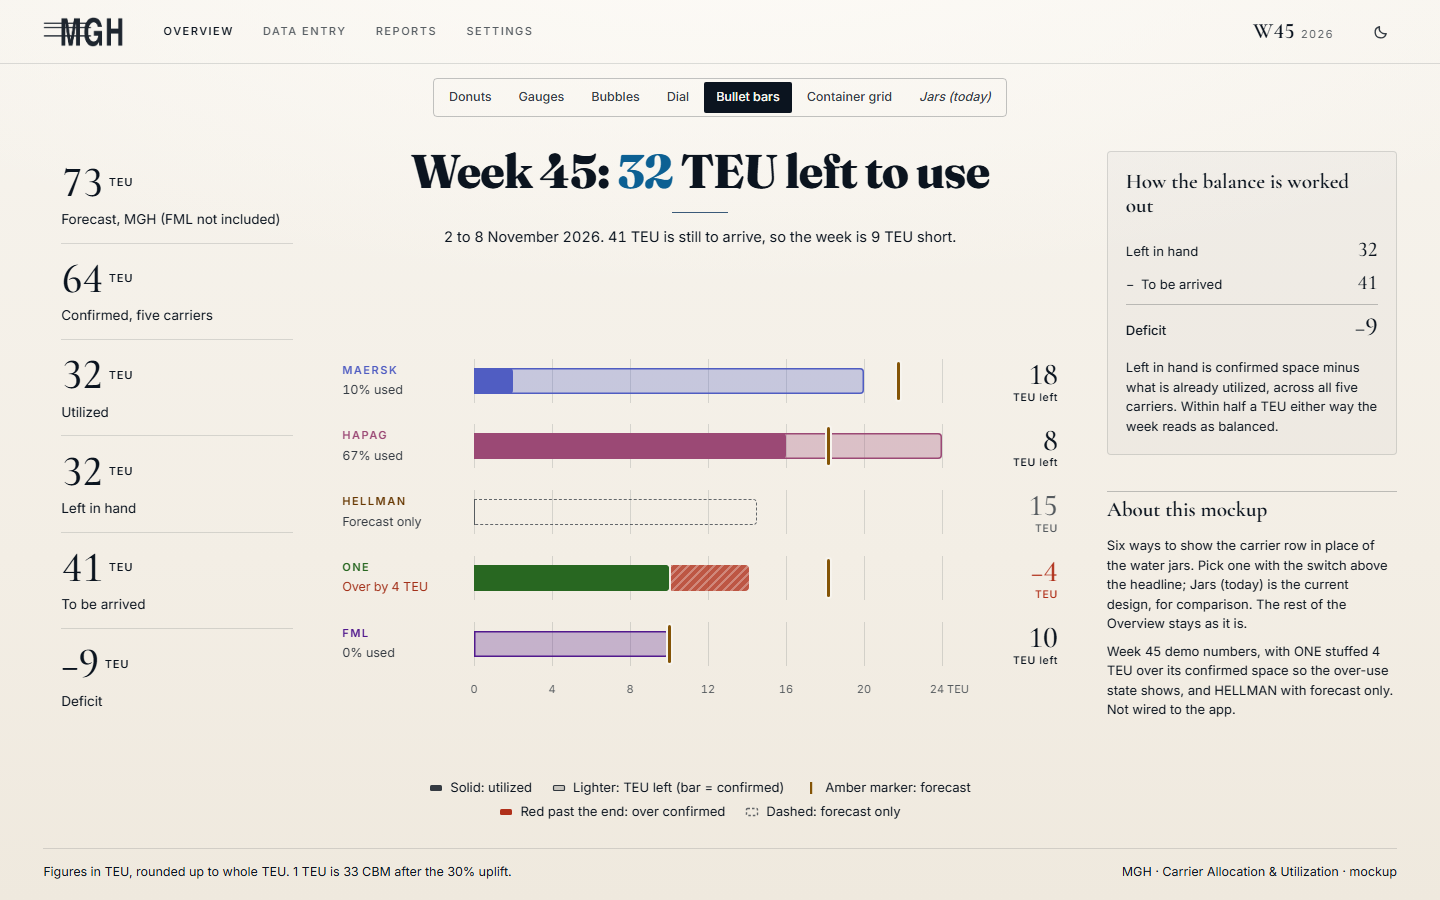 MGH
OVERVIEW DATA ENTRY REPORTS SETTINGS
W45 2026
Donuts Gauges Bubbles Dial Bullet bars Container grid Jars (today)
73 TEU
Forecast, MGH (FML not included)
64 TEU
Confirmed, five carriers
32 TEU
Utilized
32 TEU
Left in hand
41 TEU
To be arrived
–9 TEU
Deficit
Week 45: 32 TEU left to use
2 to 8 November 2026. 41 TEU is still to arrive, so the week is 9 TEU short.
MAERSK
10% used
18
TEU left
HAPAG
67% used
8
TEU left
HELLMAN
Forecast only
15
TEU
ONE
Over by 4 TEU
–4
TEU
FML
0% used
10
TEU left
0 4 8 12 16 20 24 TEU
Solid: utilized Lighter: TEU left (bar = confirmed) Amber marker: forecast
Red past the end: over confirmed Dashed: forecast only
How the balance is worked
out
Left in hand 32
– To be arrived 41
Deficit –9
Left in hand is confirmed space minus
what is already utilized, across all five
carriers. Within half a TEU either way the
week reads as balanced.
About this mockup
Six ways to show the carrier row in place of
the water jars. Pick one with the switch above
the headline; Jars (today) is the current
design, for comparison. The rest of the
Overview stays as it is.
Week 45 demo numbers, with ONE stuffed 4
TEU over its confirmed space so the over-use
state shows, and HELLMAN with forecast only.
Not wired to the app.
Figures in TEU, rounded up to whole TEU. 1 TEU is 33 CBM after the 30% uplift.
MGH · Carrier Allocation & Utilization · mockup